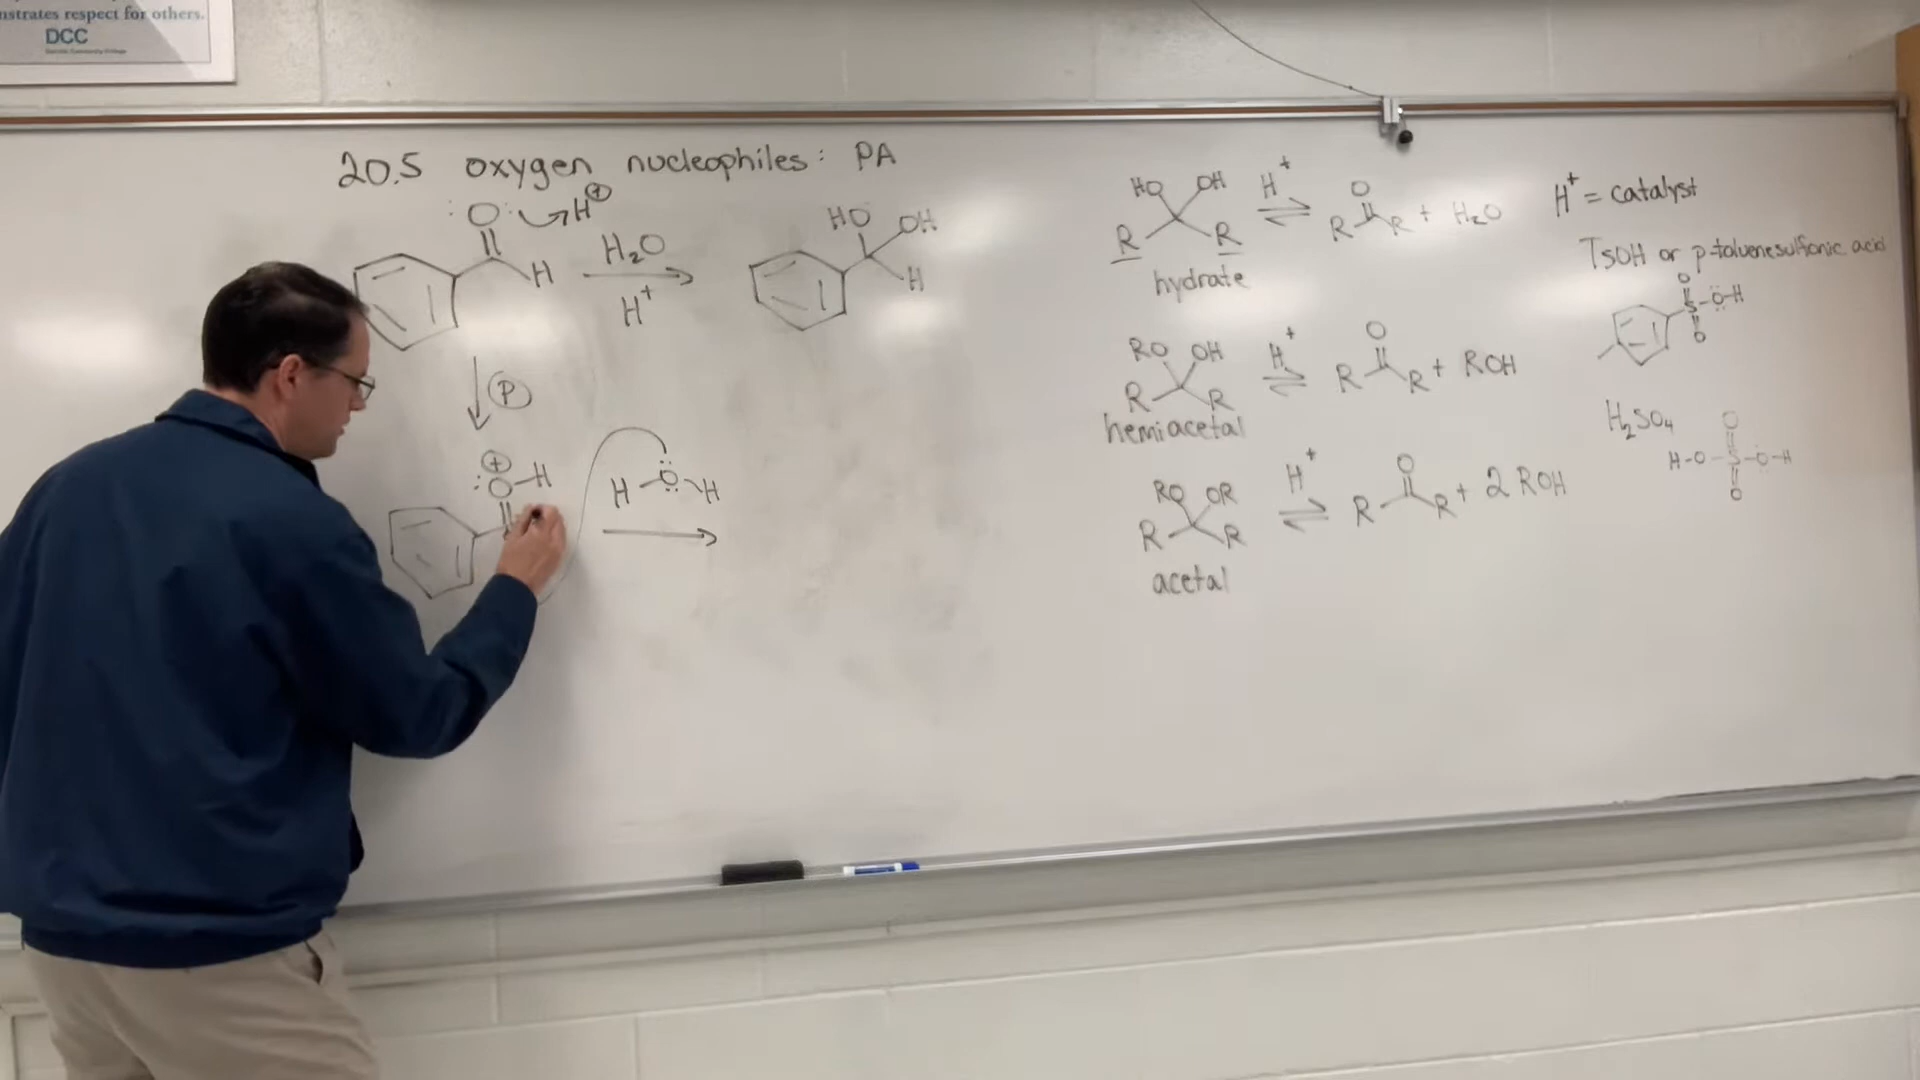 nstrates respect for others.
DCC
20.5 oxygen nucleophiles: PA
:O: H⊕
H
H₂O
H⁺
HO OH
H
P
⊕
:O-H
H O H
HO OH
R R
hydrate
H⁺
⇌
O
R R + H₂O
RO OH
R R
hemiacetal
H⁺
⇌
O
R R + ROH
RO OR
R R
acetal
H⁺
⇌
O
R R + 2 ROH
H⁺ = catalyst
TsOH or p-toluenesulfonic acid
O
S-O-H
O
H₂SO₄
O
H-O-S-O-H
O